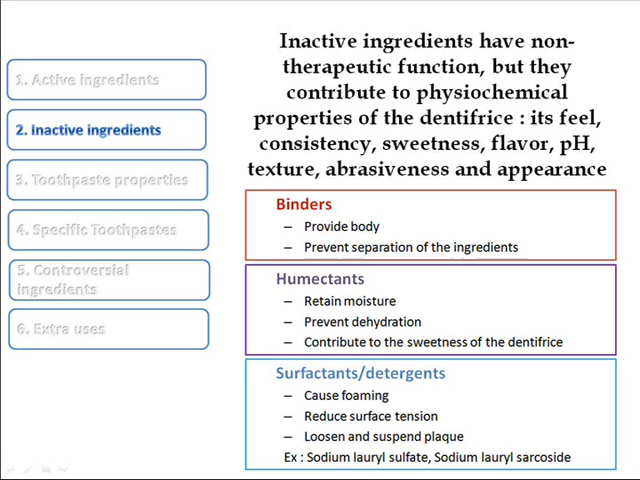 1. Active ingredients
2. Inactive ingredients
3. Toothpaste properties
4. Specific Toothpastes
5. Controversial
ingredients
6. Extra uses
Inactive ingredients have non-
therapeutic function, but they
contribute to physiochemical
properties of the dentifrice : its feel,
consistency, sweetness, flavor, pH,
texture, abrasiveness and appearance
Binders
– Provide body
– Prevent separation of the ingredients
Humectants
– Retain moisture
– Prevent dehydration
– Contribute to the sweetness of the dentifrice
Surfactants/detergents
– Cause foaming
– Reduce surface tension
– Loosen and suspend plaque
Ex : Sodium lauryl sulfate, Sodium lauryl sarcoside